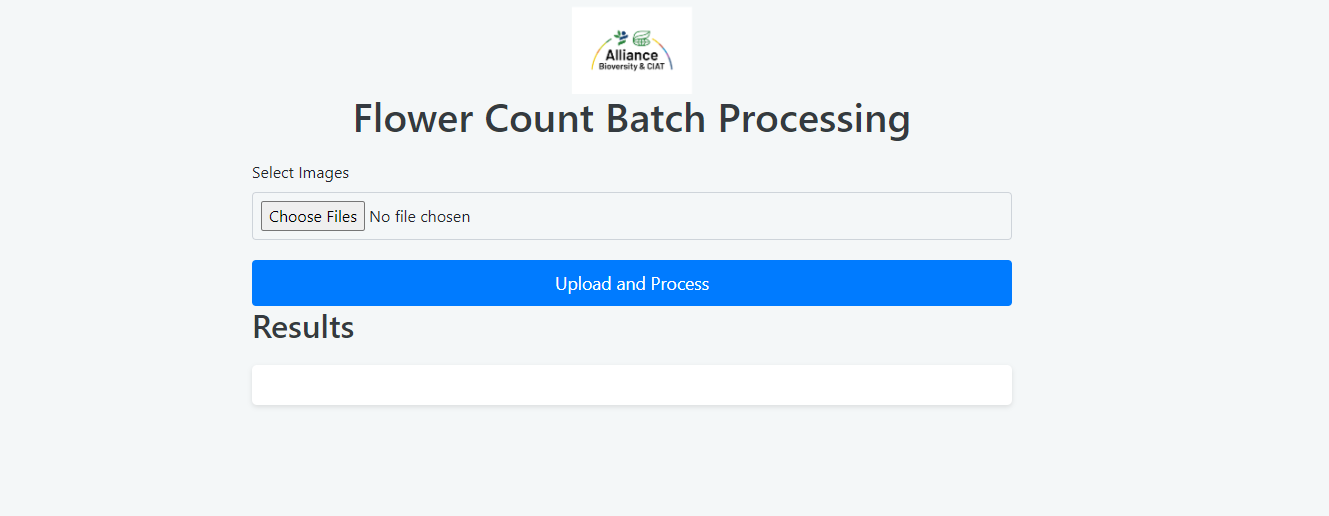 Alliance
Bioversity & CIAT
Flower Count Batch Processing
Select Images
Choose Files No file chosen
Upload and Process
Results